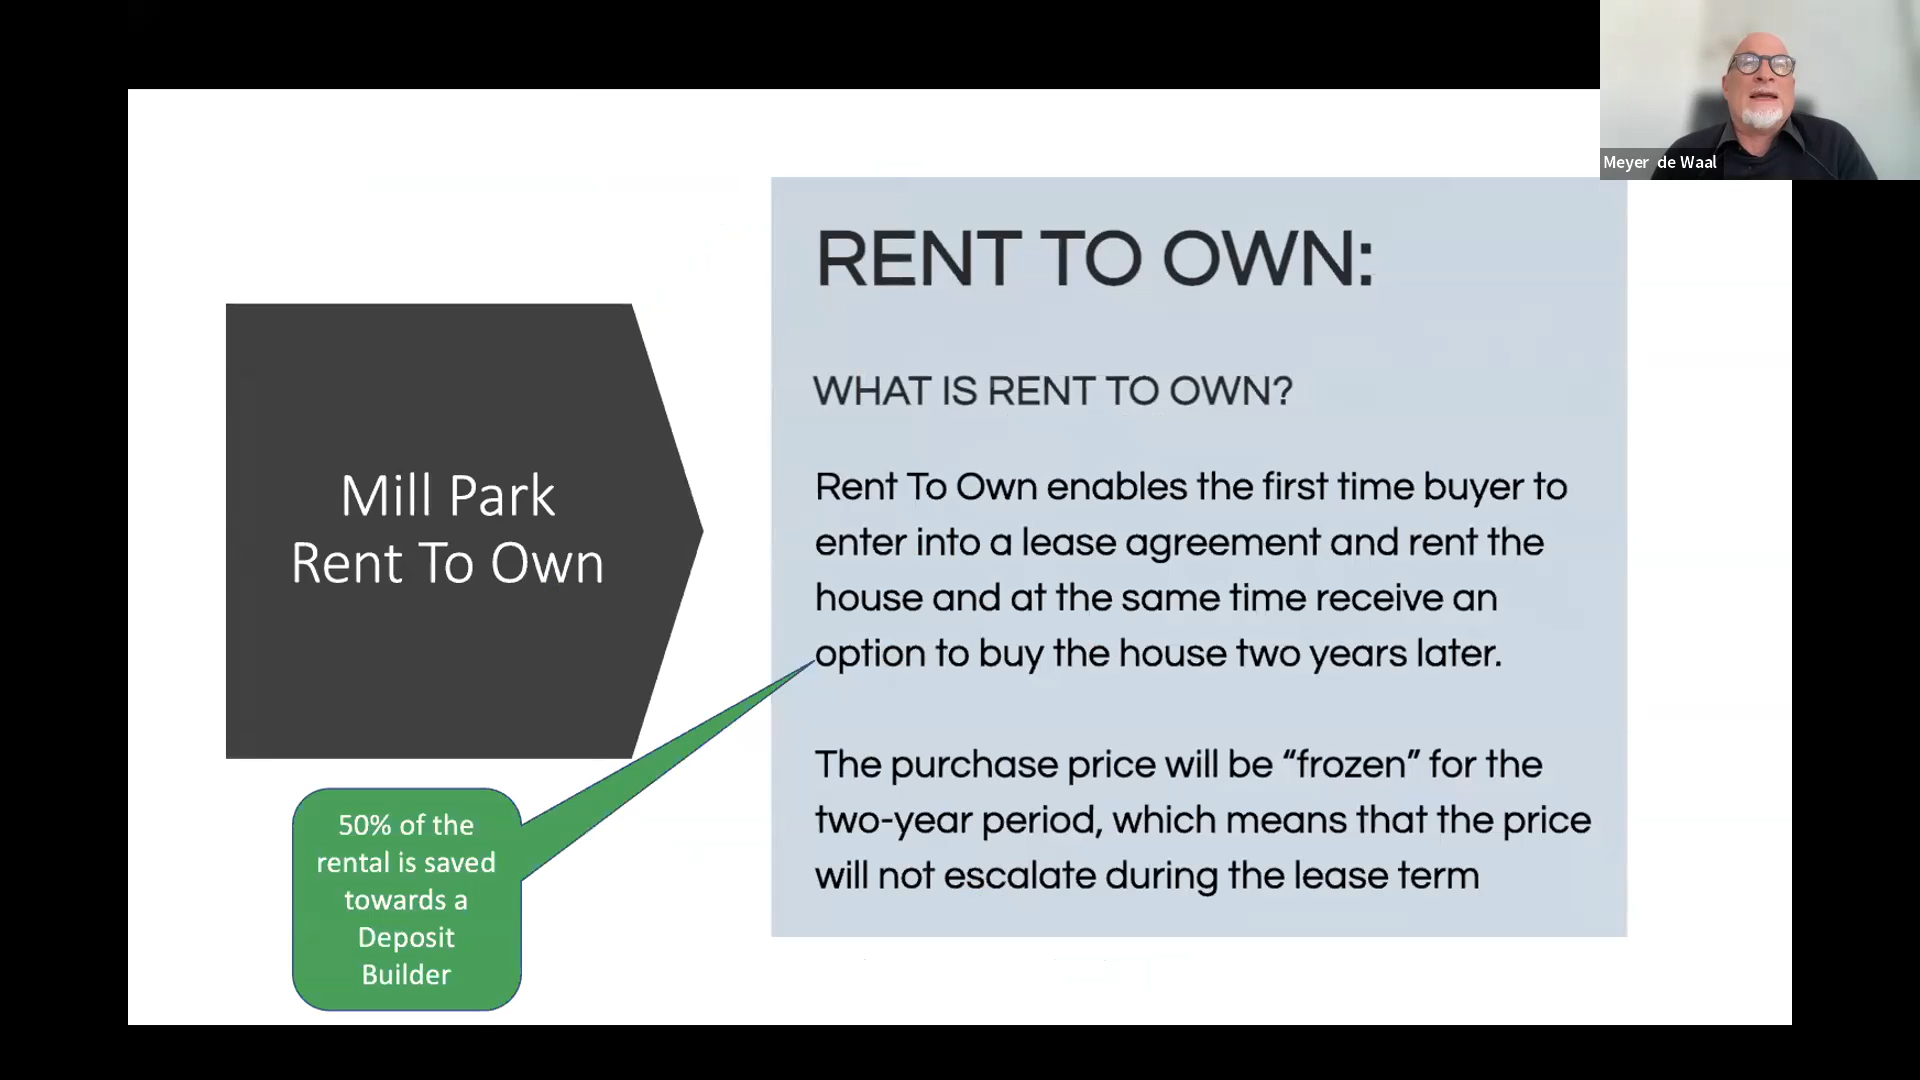 Meyer de Waal
RENT TO OWN:
WHAT IS RENT TO OWN?
Rent To Own enables the first time buyer to
enter into a lease agreement and rent the
house and at the same time receive an
option to buy the house two years later.
The purchase price will be “frozen” for the
two-year period, which means that the price
will not escalate during the lease term
Mill Park
Rent To Own
50% of the
rental is saved
towards a
Deposit
Builder